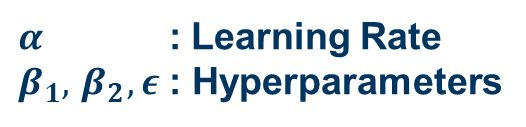 α : Learning Rate
β₁, β₂, ϵ : Hyperparameters